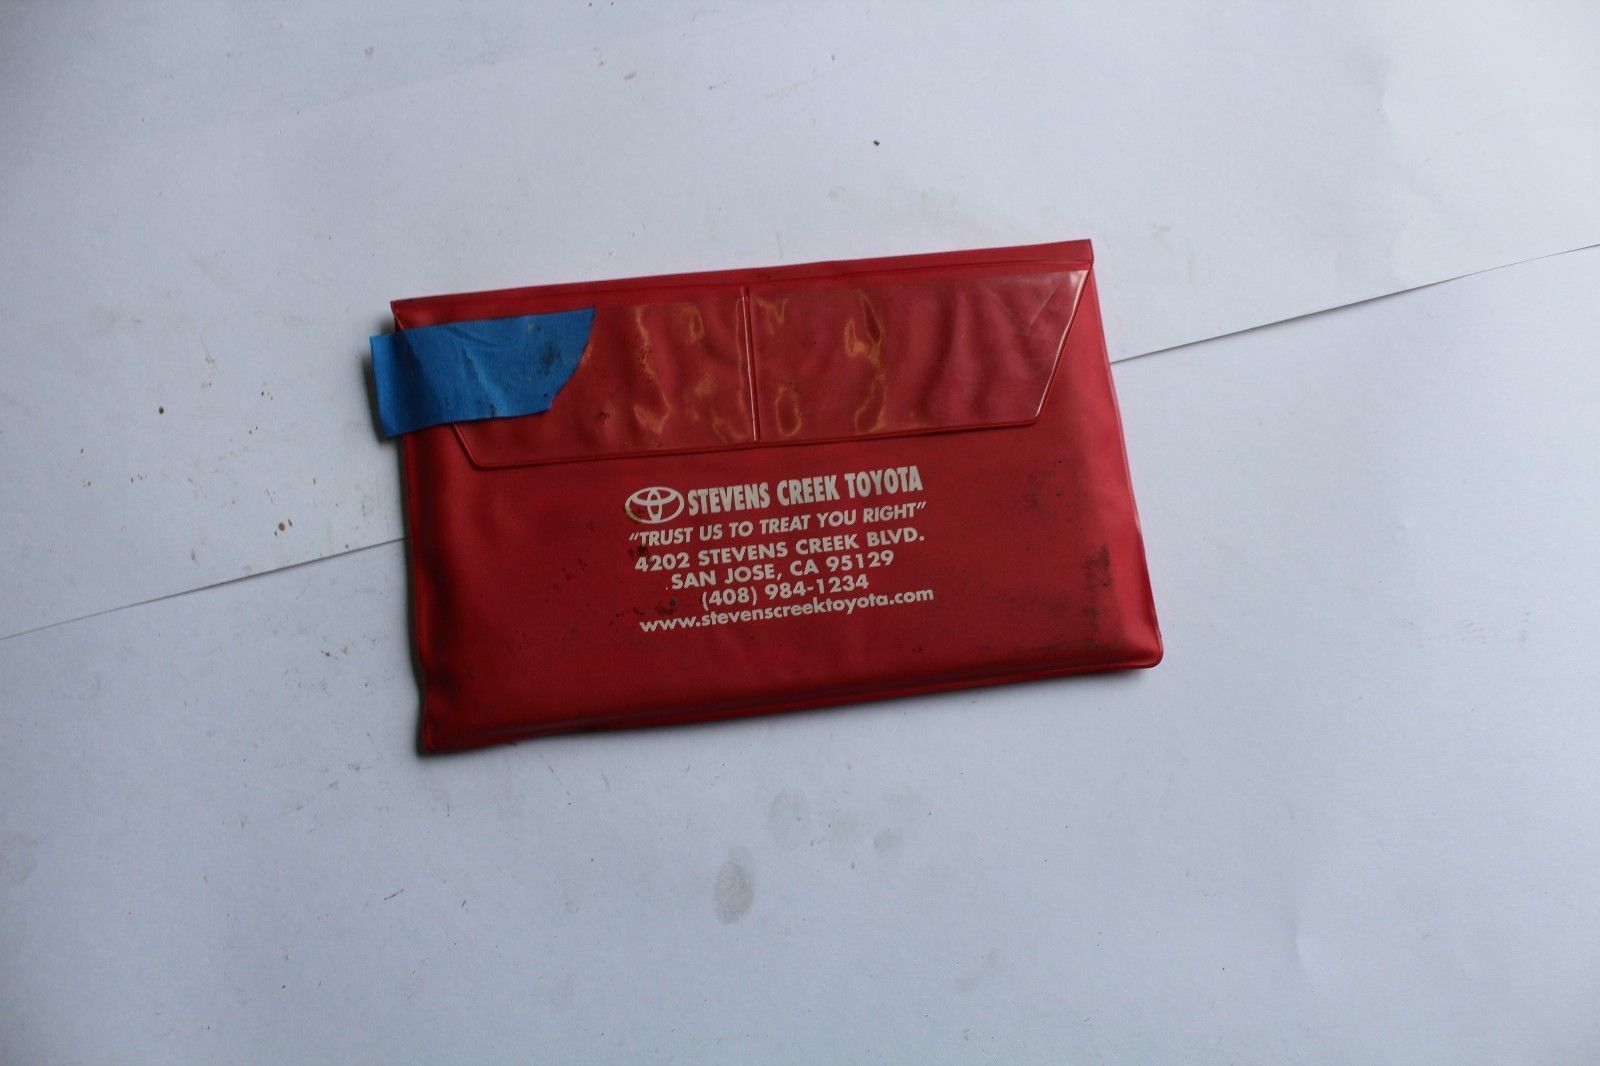 STEVENS CREEK TOYOTA
"TRUST US TO TREAT YOU RIGHT"
4202 STEVENS CREEK BLVD.
SAN JOSE, CA 95129
(408) 984-1234
www.stevenscreektoyota.com